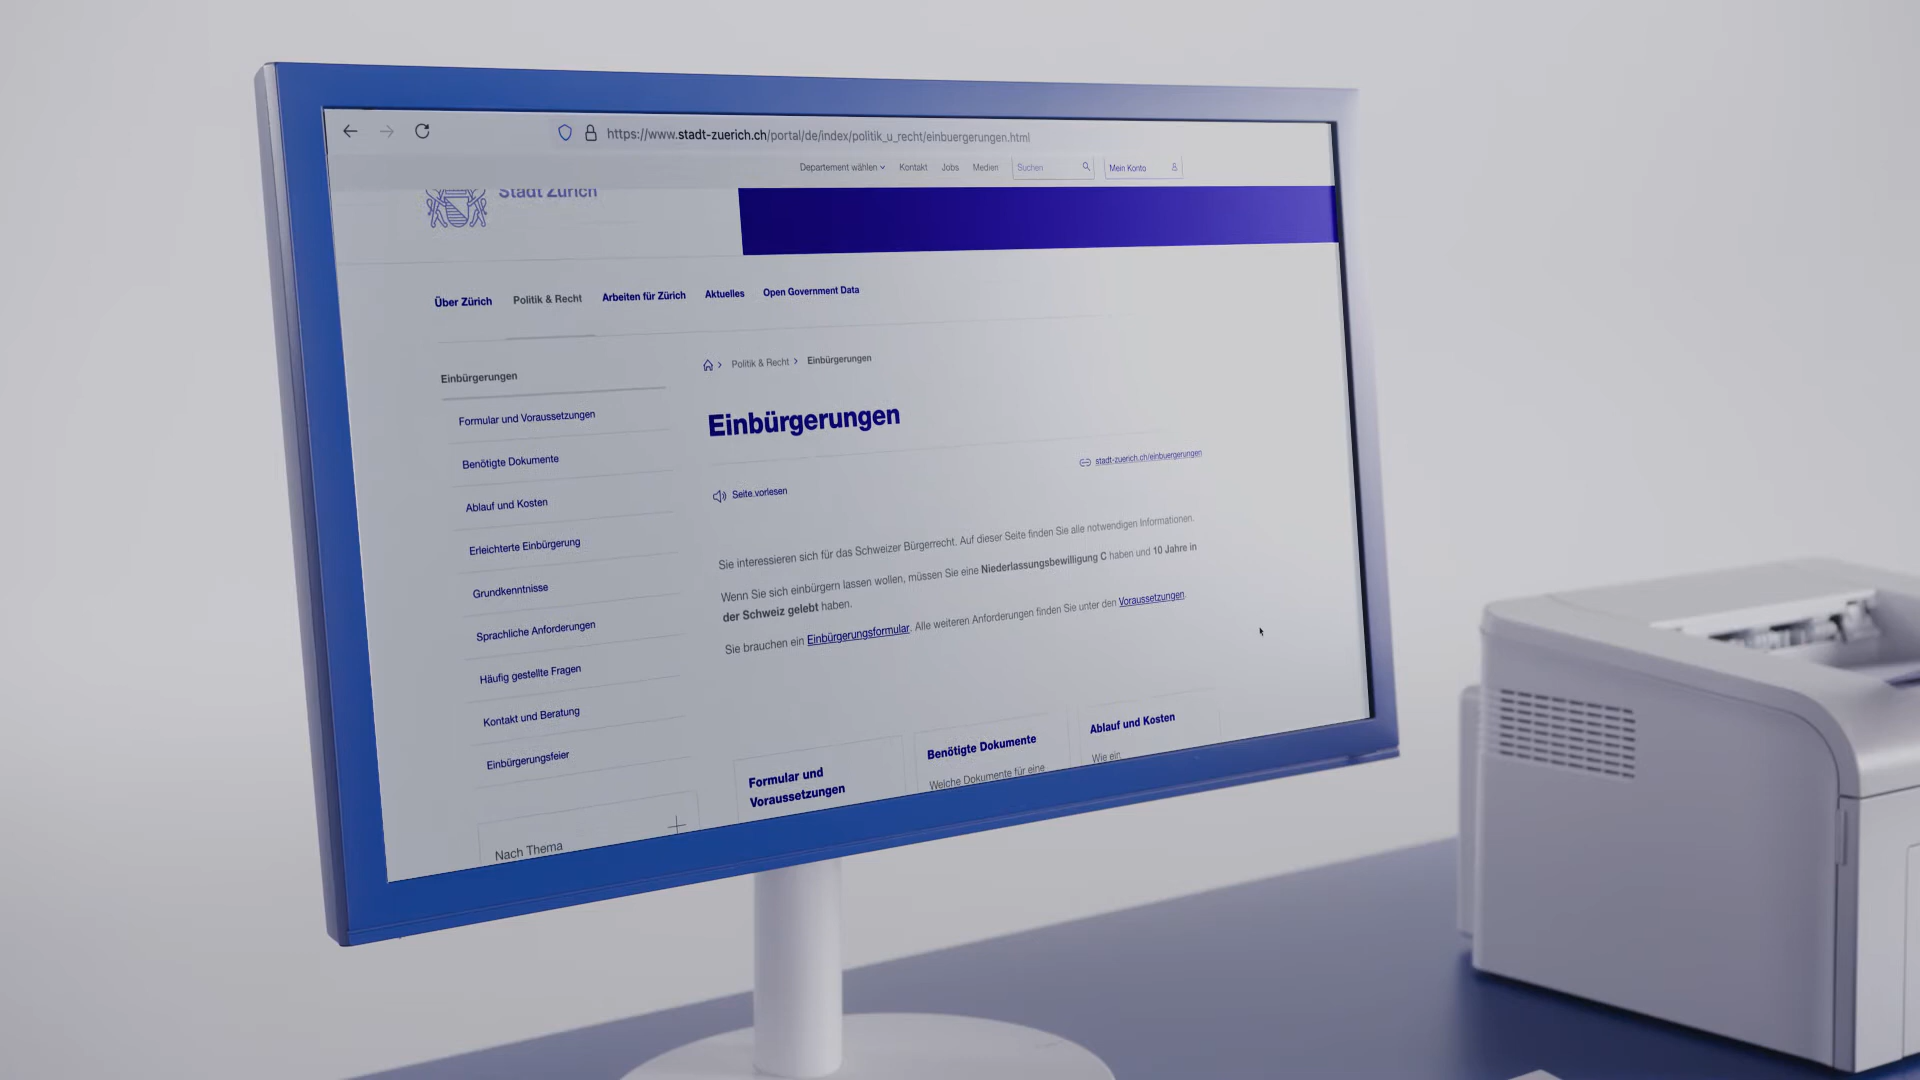 https://www.stadt-zuerich.ch/portal/de/index/politik_u_recht/einbuergerungen.html
Departement wählen Kontakt Jobs Medien Suchen Mein Konto
Stadt Zürich
Über Zürich Politik & Recht Arbeiten für Zürich Aktuelles Open Government Data
Politik & Recht Einbürgerungen
Einbürgerungen
Formular und Voraussetzungen
Benötigte Dokumente
Ablauf und Kosten
Erleichterte Einbürgerung
Grundkenntnisse
Sprachliche Anforderungen
Häufig gestellte Fragen
Kontakt und Beratung
Einbürgerungsfeier
Nach Thema
Einbürgerungen
stadt-zuerich.ch/einbuergerungen
Seite vorlesen
Sie interessieren sich für das Schweizer Bürgerrecht. Auf dieser Seite finden Sie alle notwendigen Informationen.
Wenn Sie sich einbürgern lassen wollen, müssen Sie eine Niederlassungsbewilligung C haben und 10 Jahre in
der Schweiz gelebt haben.
Sie brauchen ein Einbürgerungsformular. Alle weiteren Anforderungen finden Sie unter den Voraussetzungen
Formular und
Voraussetzungen
Benötigte Dokumente
Welche Dokumente für eine
Ablauf und Kosten
Wie ein